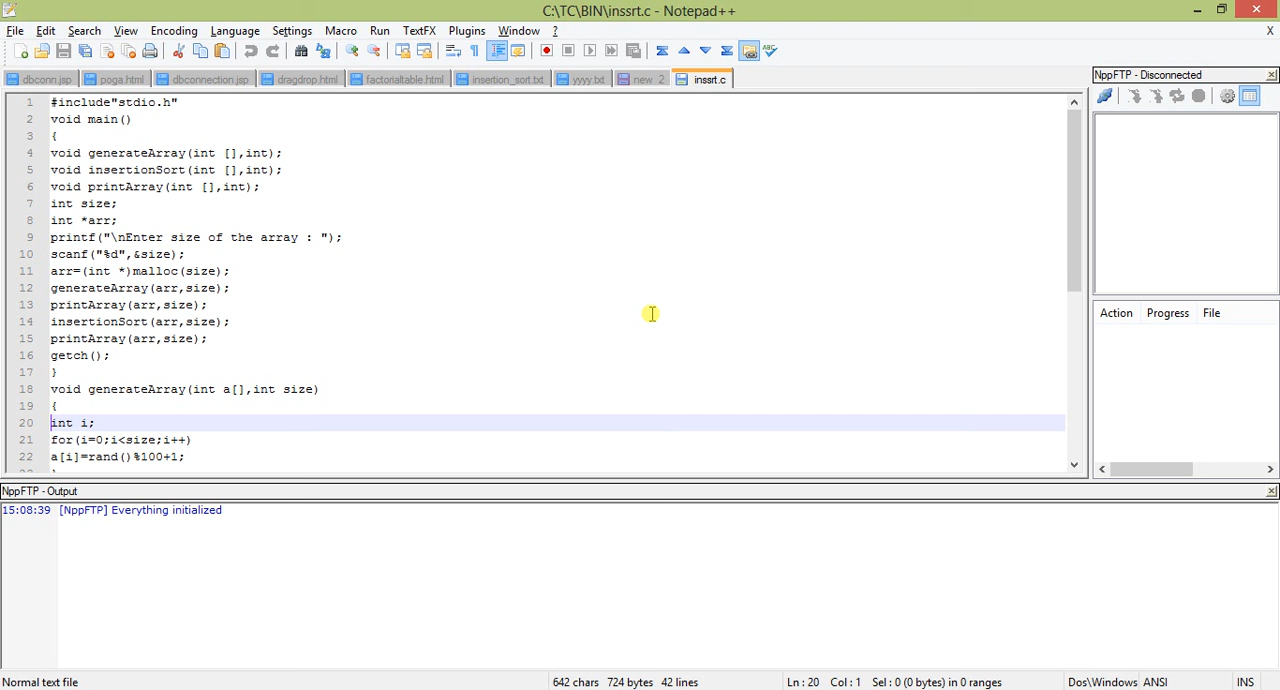 C:\TC\BIN\inssrt.c - Notepad++
File Edit Search View Encoding Language Settings Macro Run TextFX Plugins Window ? X
dbconn.jsp poga.html dbconnection.jsp dragdrop.html factorialtable.html insertion_sort.txt yyyy.txt new 2 inssrt.c
NppFTP - Disconnected
1 #include"stdio.h"
2 void main()
3 {
4 void generateArray(int [],int);
5 void insertionSort(int [],int);
6 void printArray(int [],int);
7 int size;
8 int *arr;
9 printf("\nEnter size of the array : ");
10 scanf("%d",&size);
11 arr=(int *)malloc(size);
12 generateArray(arr,size);
13 printArray(arr,size);
14 insertionSort(arr,size);
15 printArray(arr,size);
16 getch();
17 }
18 void generateArray(int a[],int size)
19 {
20 int i;
21 for(i=0;i<size;i++)
22 a[i]=rand()%100+1;
Action Progress File
NppFTP - Output
15:08:39 [NppFTP] Everything initialized
Normal text file 642 chars 724 bytes 42 lines Ln : 20 Col : 1 Sel : 0 (0 bytes) in 0 ranges Dos\Windows ANSI INS